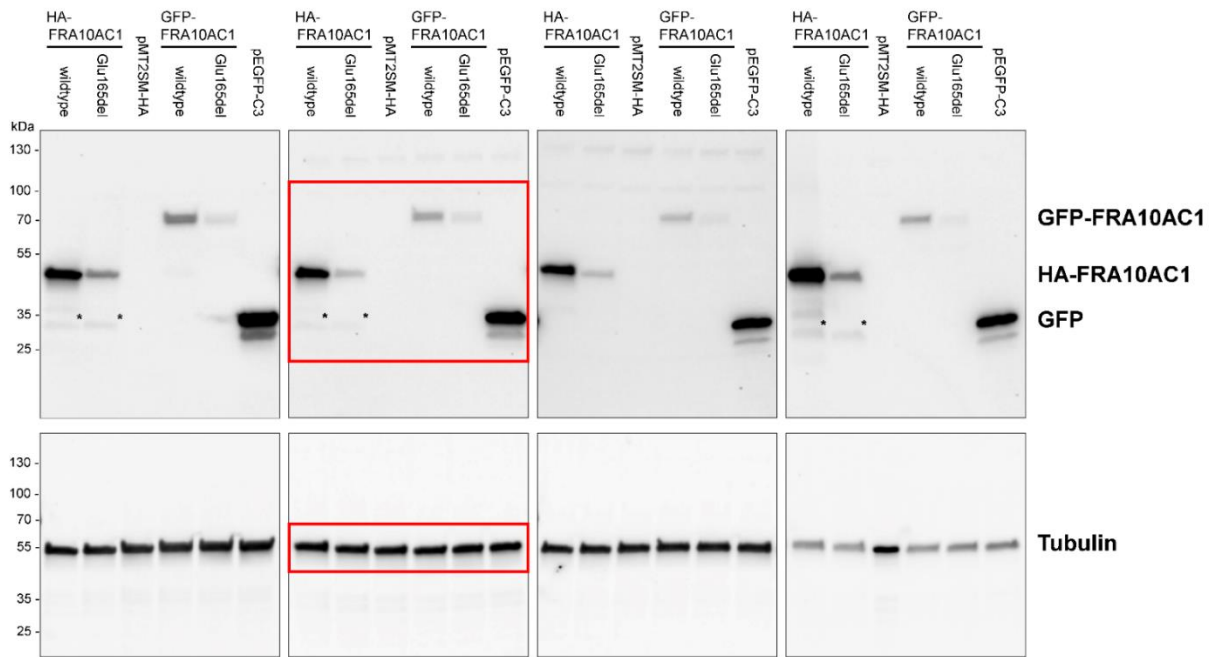 HA-
FRA10AC1
GFP-
FRA10AC1
HA-
FRA10AC1
GFP-
FRA10AC1
HA-
FRA10AC1
GFP-
FRA10AC1
HA-
FRA10AC1
GFP-
FRA10AC1
wildtype
Glu165del
pMT2SM-HA
wildtype
Glu165del
pEGFP-C3
wildtype
Glu165del
pMT2SM-HA
wildtype
Glu165del
pEGFP-C3
wildtype
Glu165del
pMT2SM-HA
wildtype
Glu165del
pEGFP-C3
wildtype
Glu165del
pMT2SM-HA
wildtype
Glu165del
pEGFP-C3
kDa
130 -
100 -
70 -
55 -
35 -
25 -
* * * * * *
GFP-FRA10AC1
HA-FRA10AC1
GFP
130 -
100 -
70 -
55 -
35 -
25 -
Tubulin